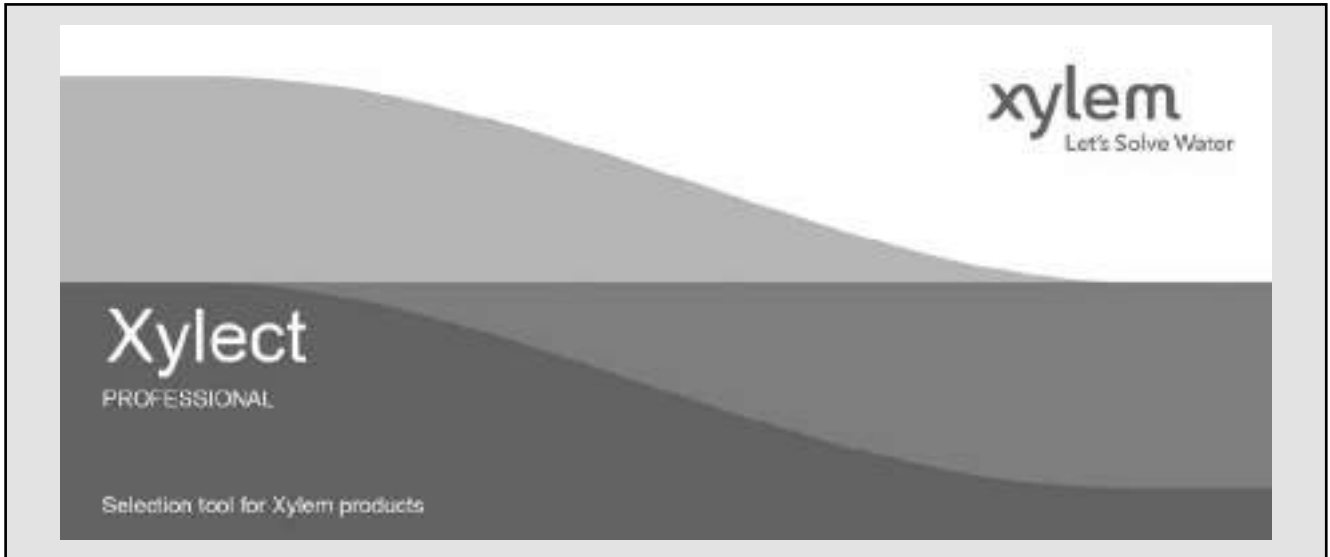 xylem
Let's Solve Water
Xylect
PROFESSIONAL
Selection tool for Xylem products